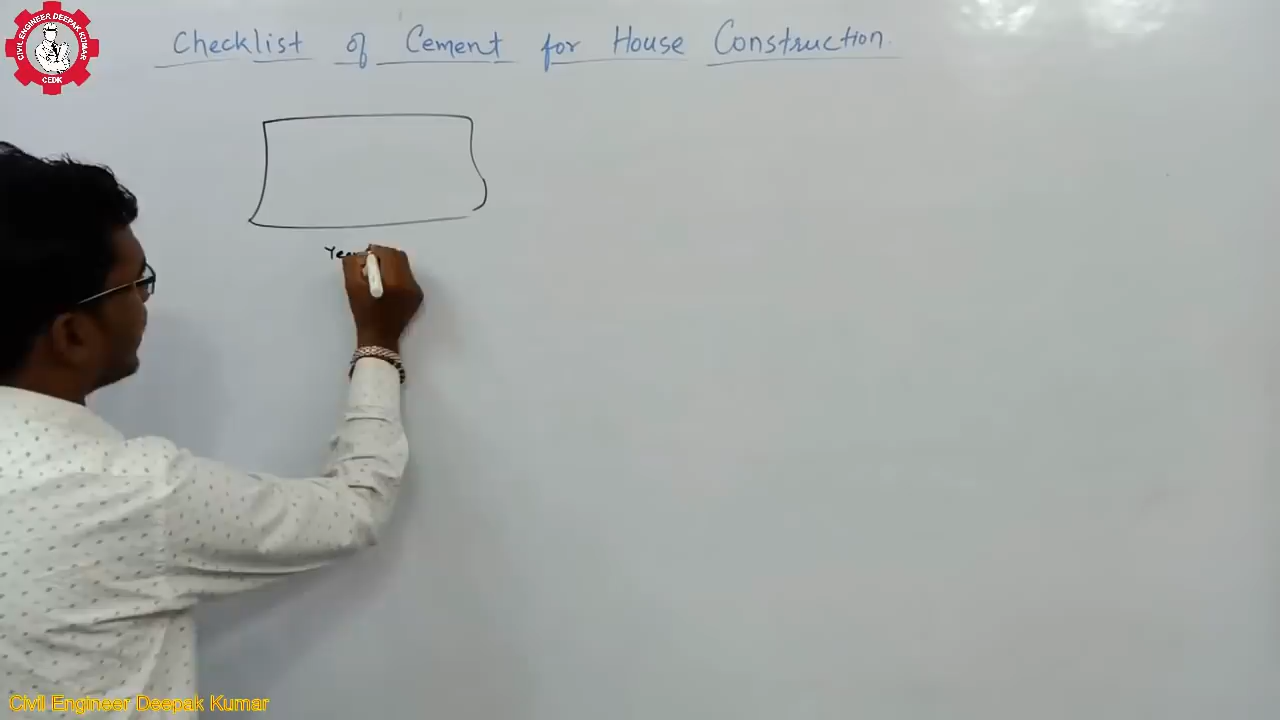 CIVIL ENGINEER DEEPAK KUMAR
CEDK
Checklist of Cement for House Construction.
Civil Engineer Deepak Kumar